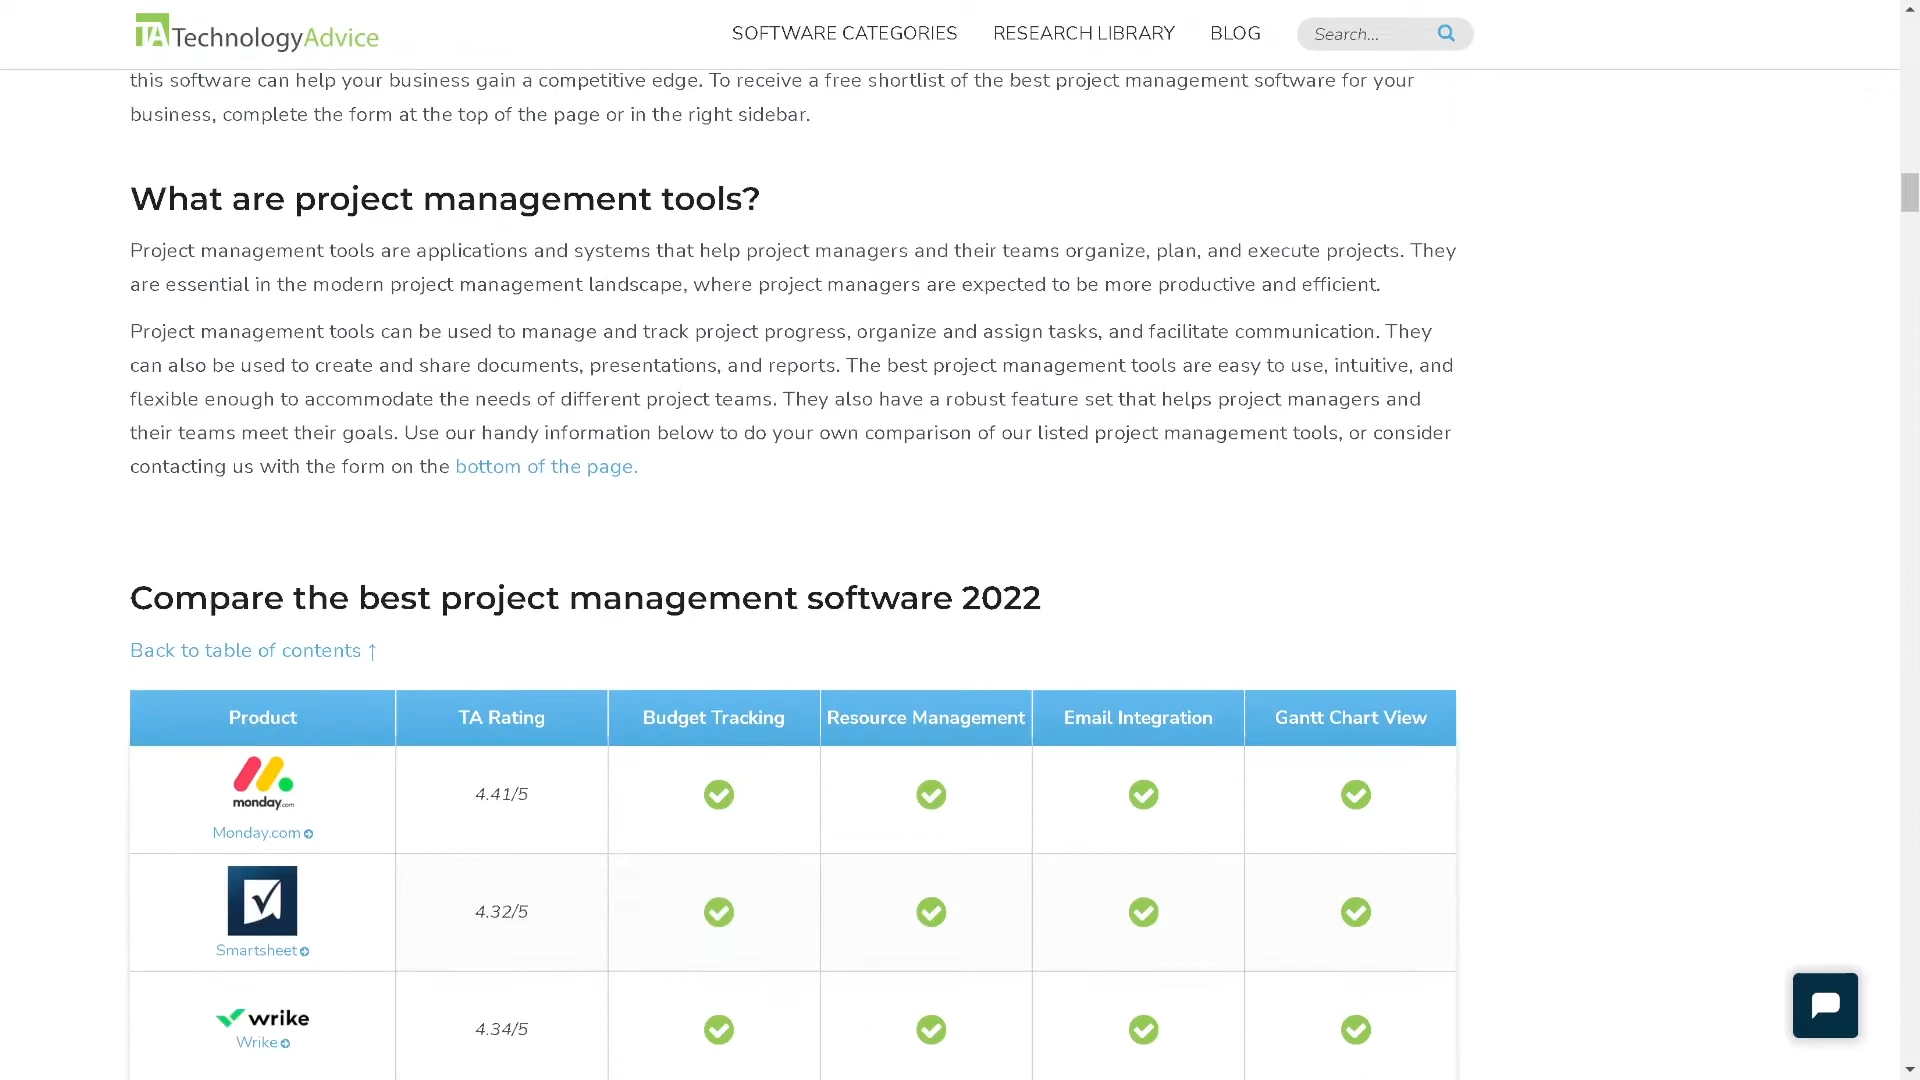 TA TechnologyAdvice
SOFTWARE CATEGORIES RESEARCH LIBRARY BLOG Search...
this software can help your business gain a competitive edge. To receive a free shortlist of the best project management software for your
business, complete the form at the top of the page or in the right sidebar.
What are project management tools?
Project management tools are applications and systems that help project managers and their teams organize, plan, and execute projects. They
are essential in the modern project management landscape, where project managers are expected to be more productive and efficient.
Project management tools can be used to manage and track project progress, organize and assign tasks, and facilitate communication. They
can also be used to create and share documents, presentations, and reports. The best project management tools are easy to use, intuitive, and
flexible enough to accommodate the needs of different project teams. They also have a robust feature set that helps project managers and
their teams meet their goals. Use our handy information below to do your own comparison of our listed project management tools, or consider
contacting us with the form on the bottom of the page.
Compare the best project management software 2022
Back to table of contents ↑
Product TA Rating Budget Tracking Resource Management Email Integration Gantt Chart View
monday.com
4.41/5
Monday.com
4.32/5
Smartsheet
wrike
4.34/5
Wrike